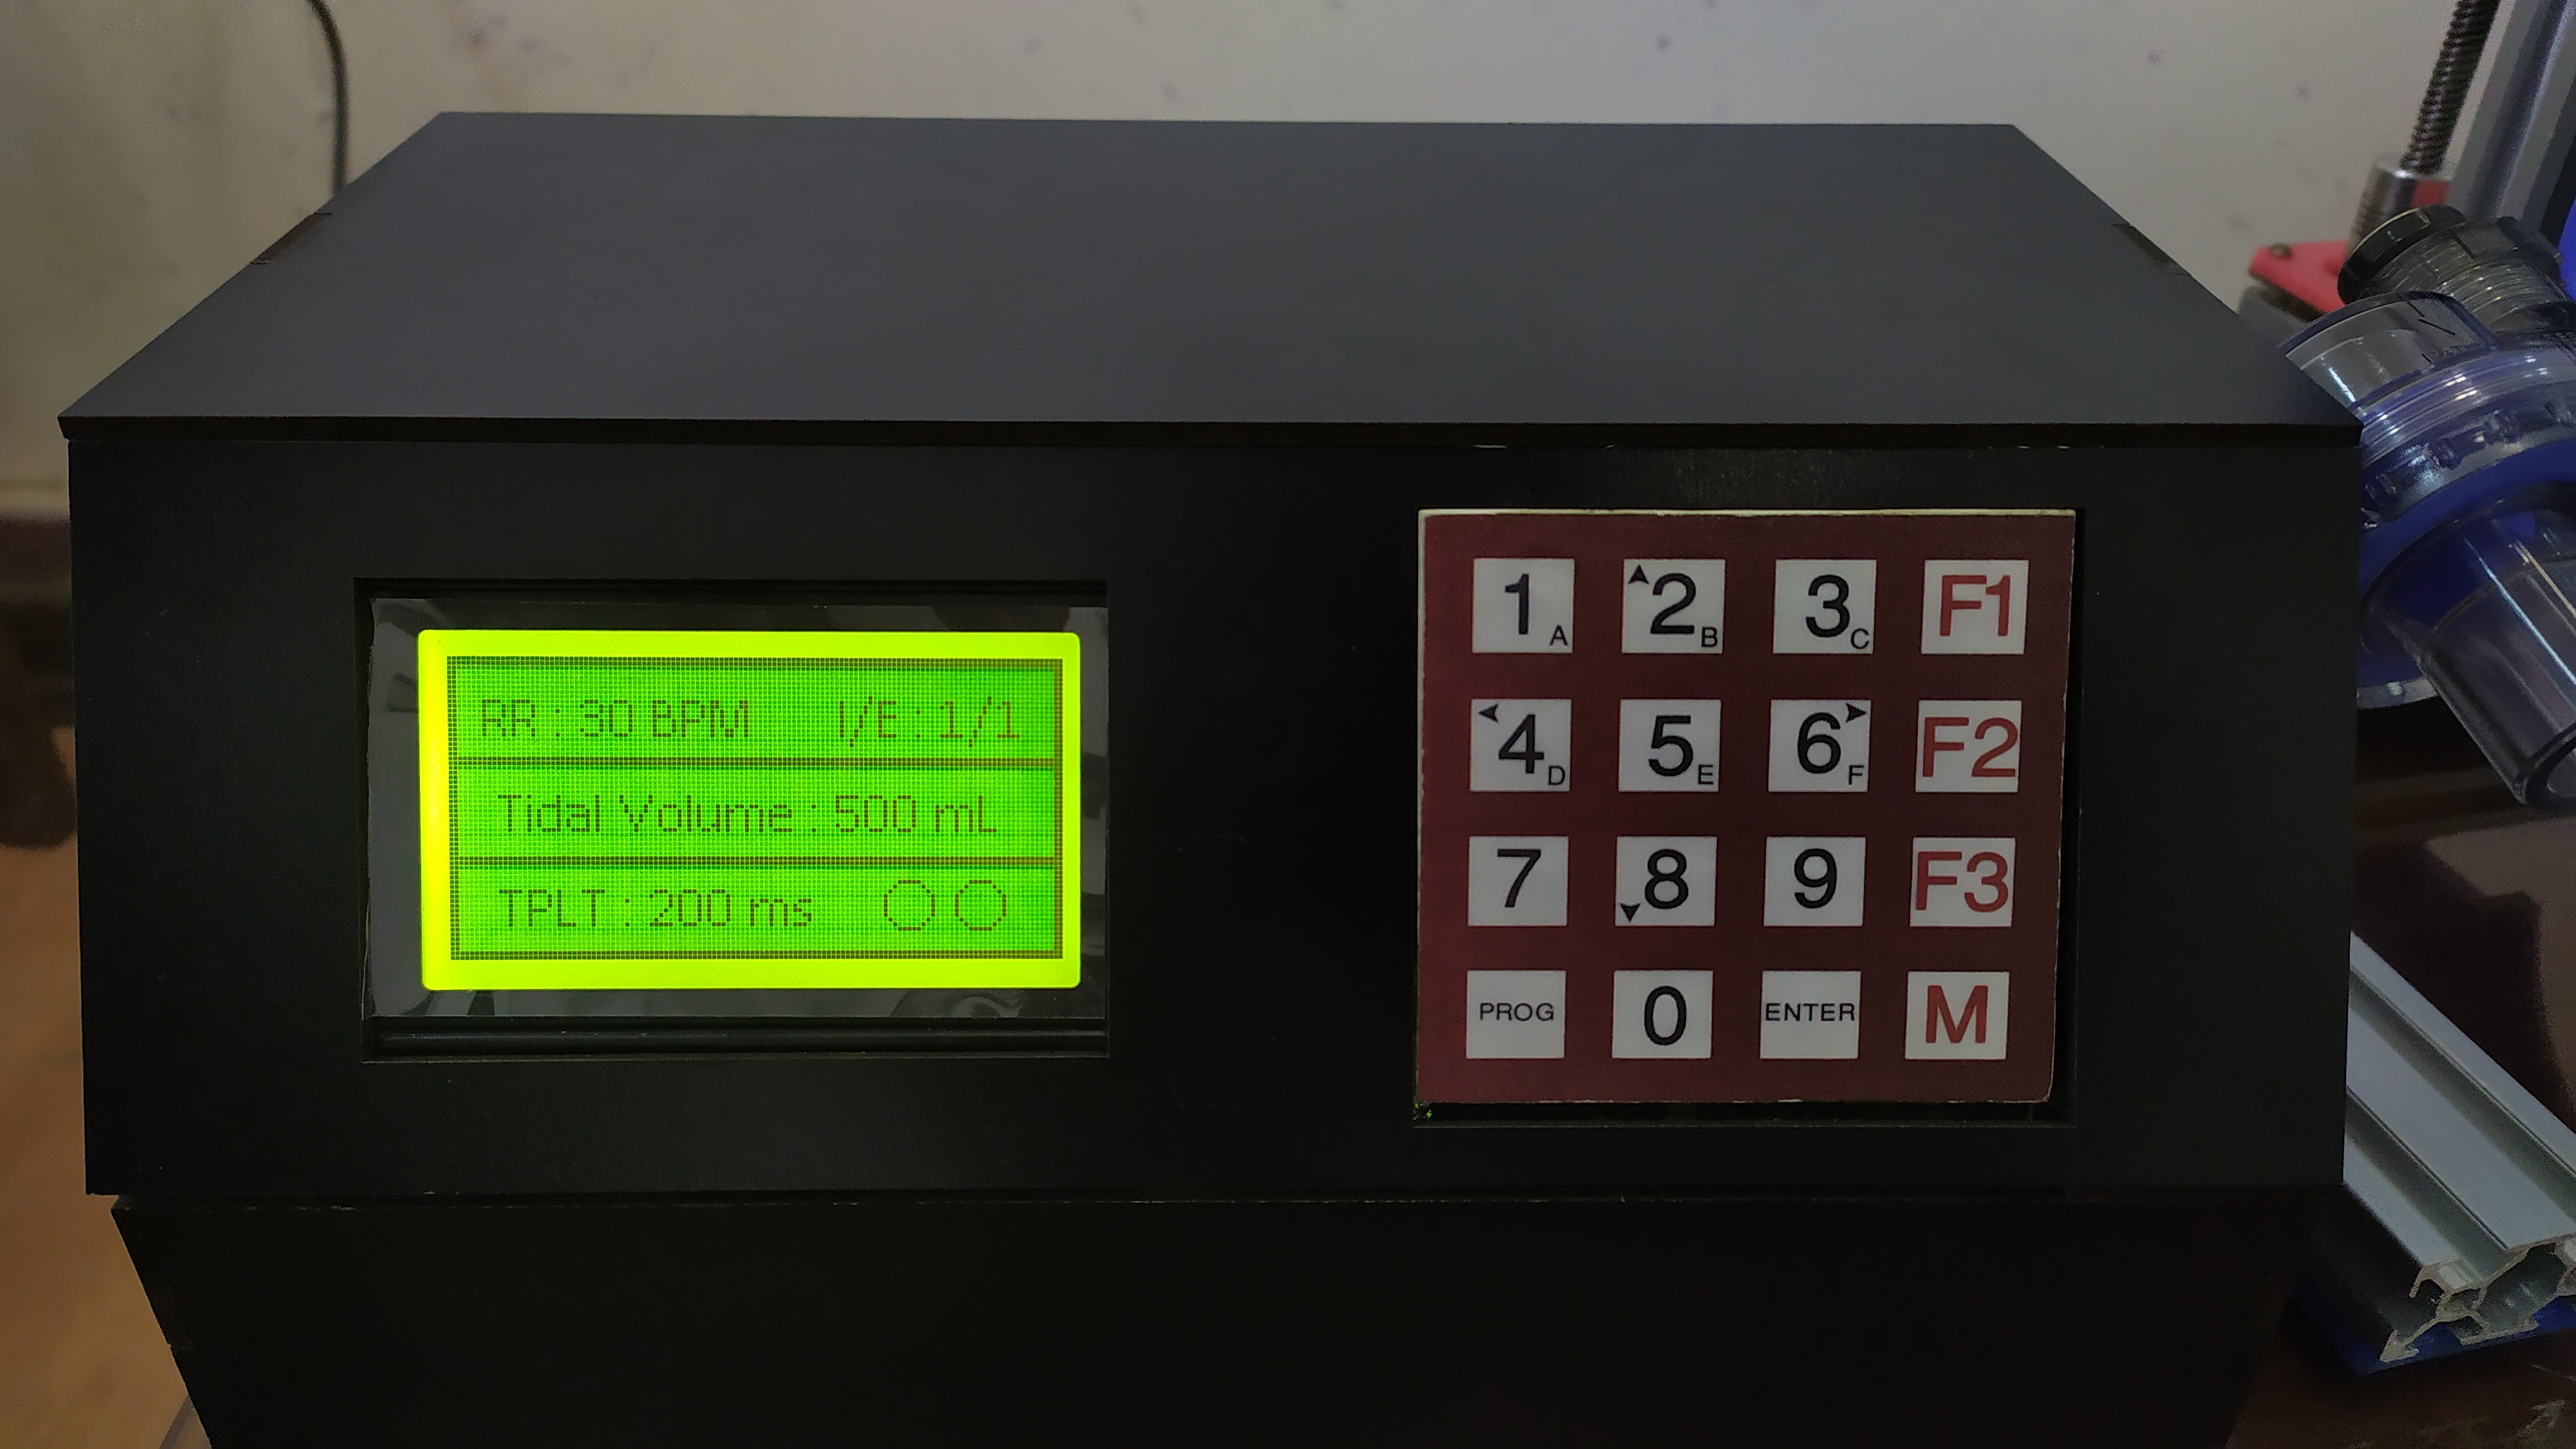 RR : 30 BPM I/E : 1/1
Tidal Volume : 500 mL
TPLT : 200 ms
1 A 2 B 3 C F1
4 D 5 E 6 F F2
7 8 9 F3
PROG 0 ENTER M